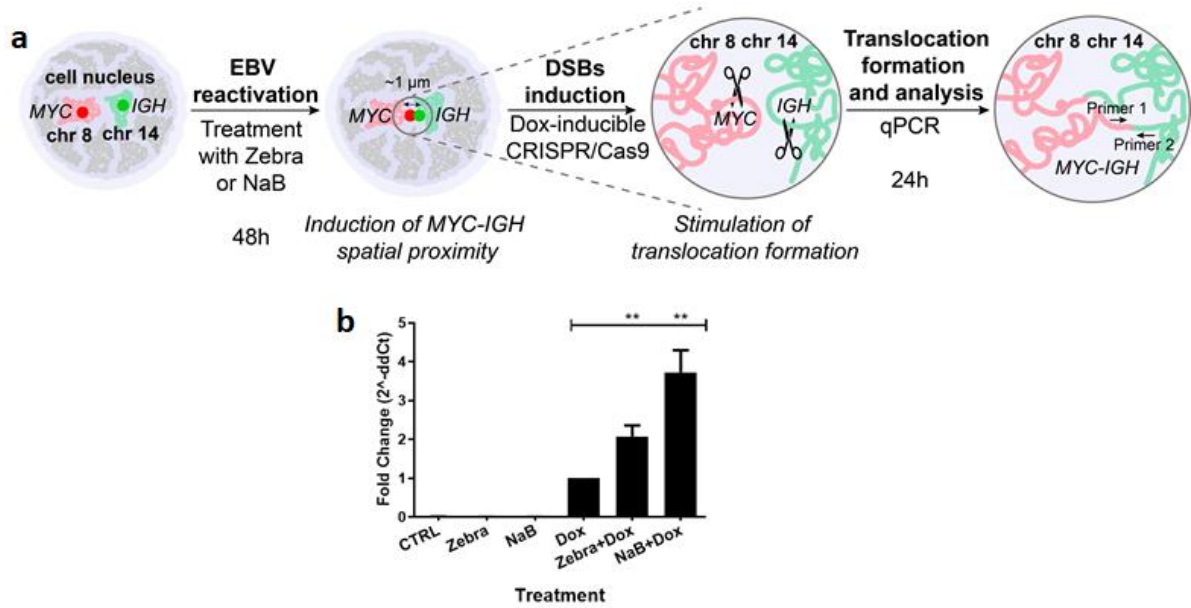 a
cell nucleus
MYC
chr 8 chr 14
EBV
reactivation
Treatment
with Zebra
or NaB
48h
~1 µm
MYC IGH
Induction of MYC-IGH
spatial proximity
DSBs
induction
Dox-inducible
CRISPR/Cas9
chr 8 chr 14
MYC
IGH
Stimulation of
translocation formation
Translocation
formation
and analysis
qPCR
24h
chr 8 chr 14
Primer 1
Primer 2
MYC-IGH
b
Fold Change (2^-ddCt)
5
4
3
2
1
0
** **
CTRL
Zebra
NaB
Dox
Zebra+Dox
NaB+Dox
Treatment